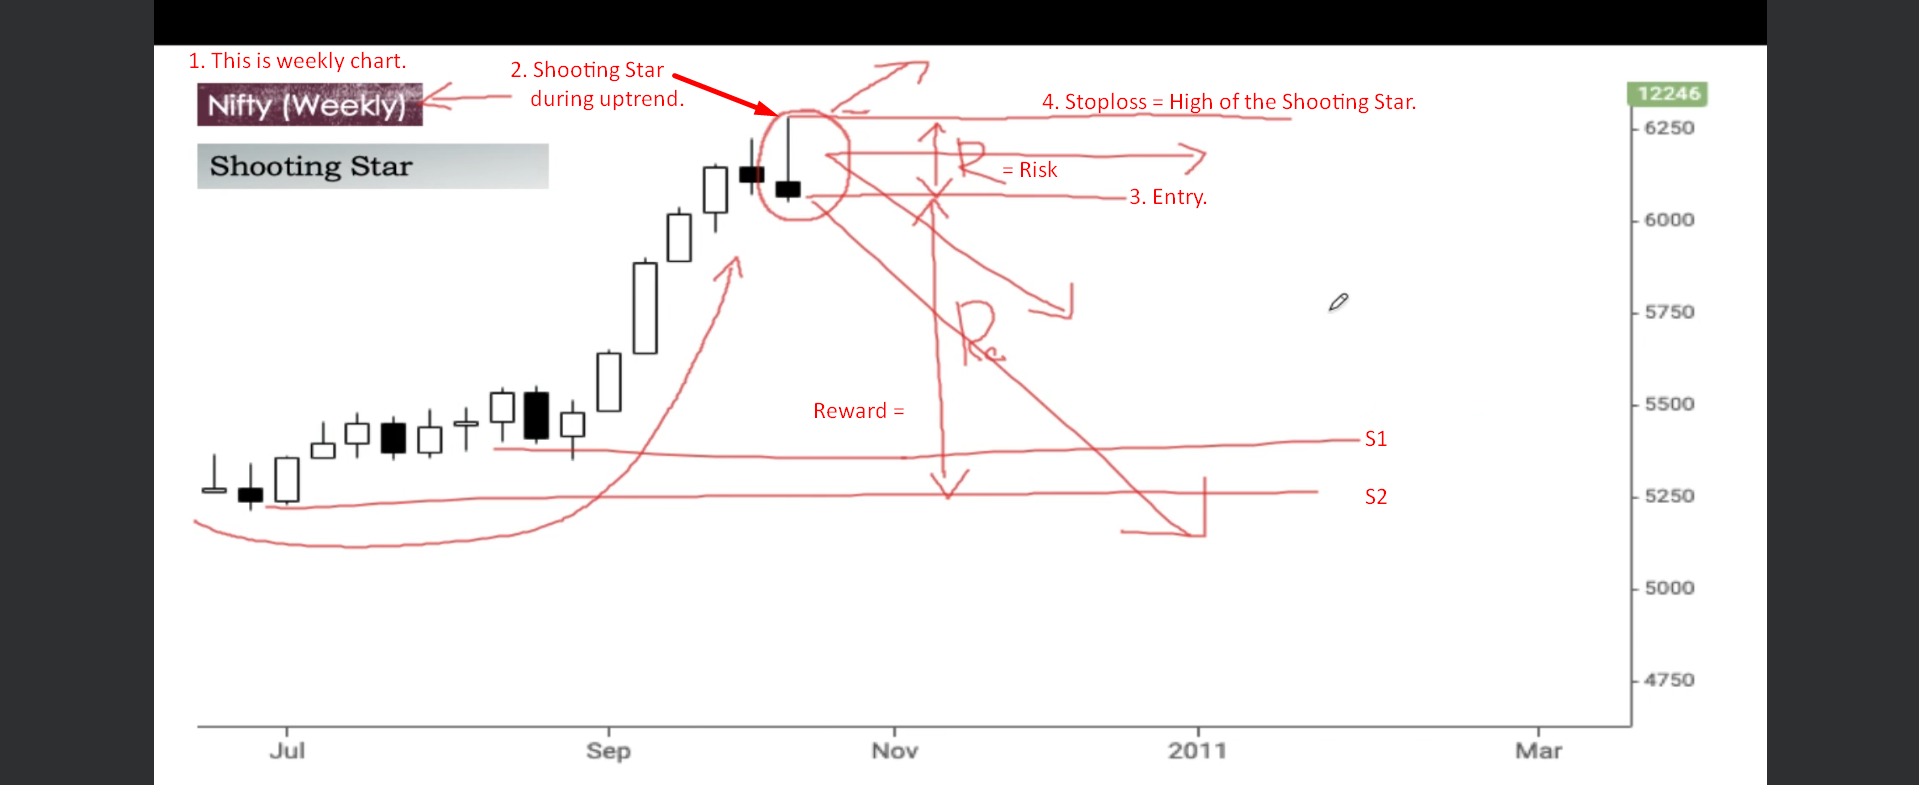 1. This is weekly chart.
2. Shooting Star
during uptrend.
Nifty (Weekly)
Shooting Star
4. Stoploss = High of the Shooting Star.
12246
6250
R
= Risk
3. Entry.
6000
5750
Reward =
5500
S1
S2
5250
5000
4750
Jul
Sep
Nov
2011
Mar